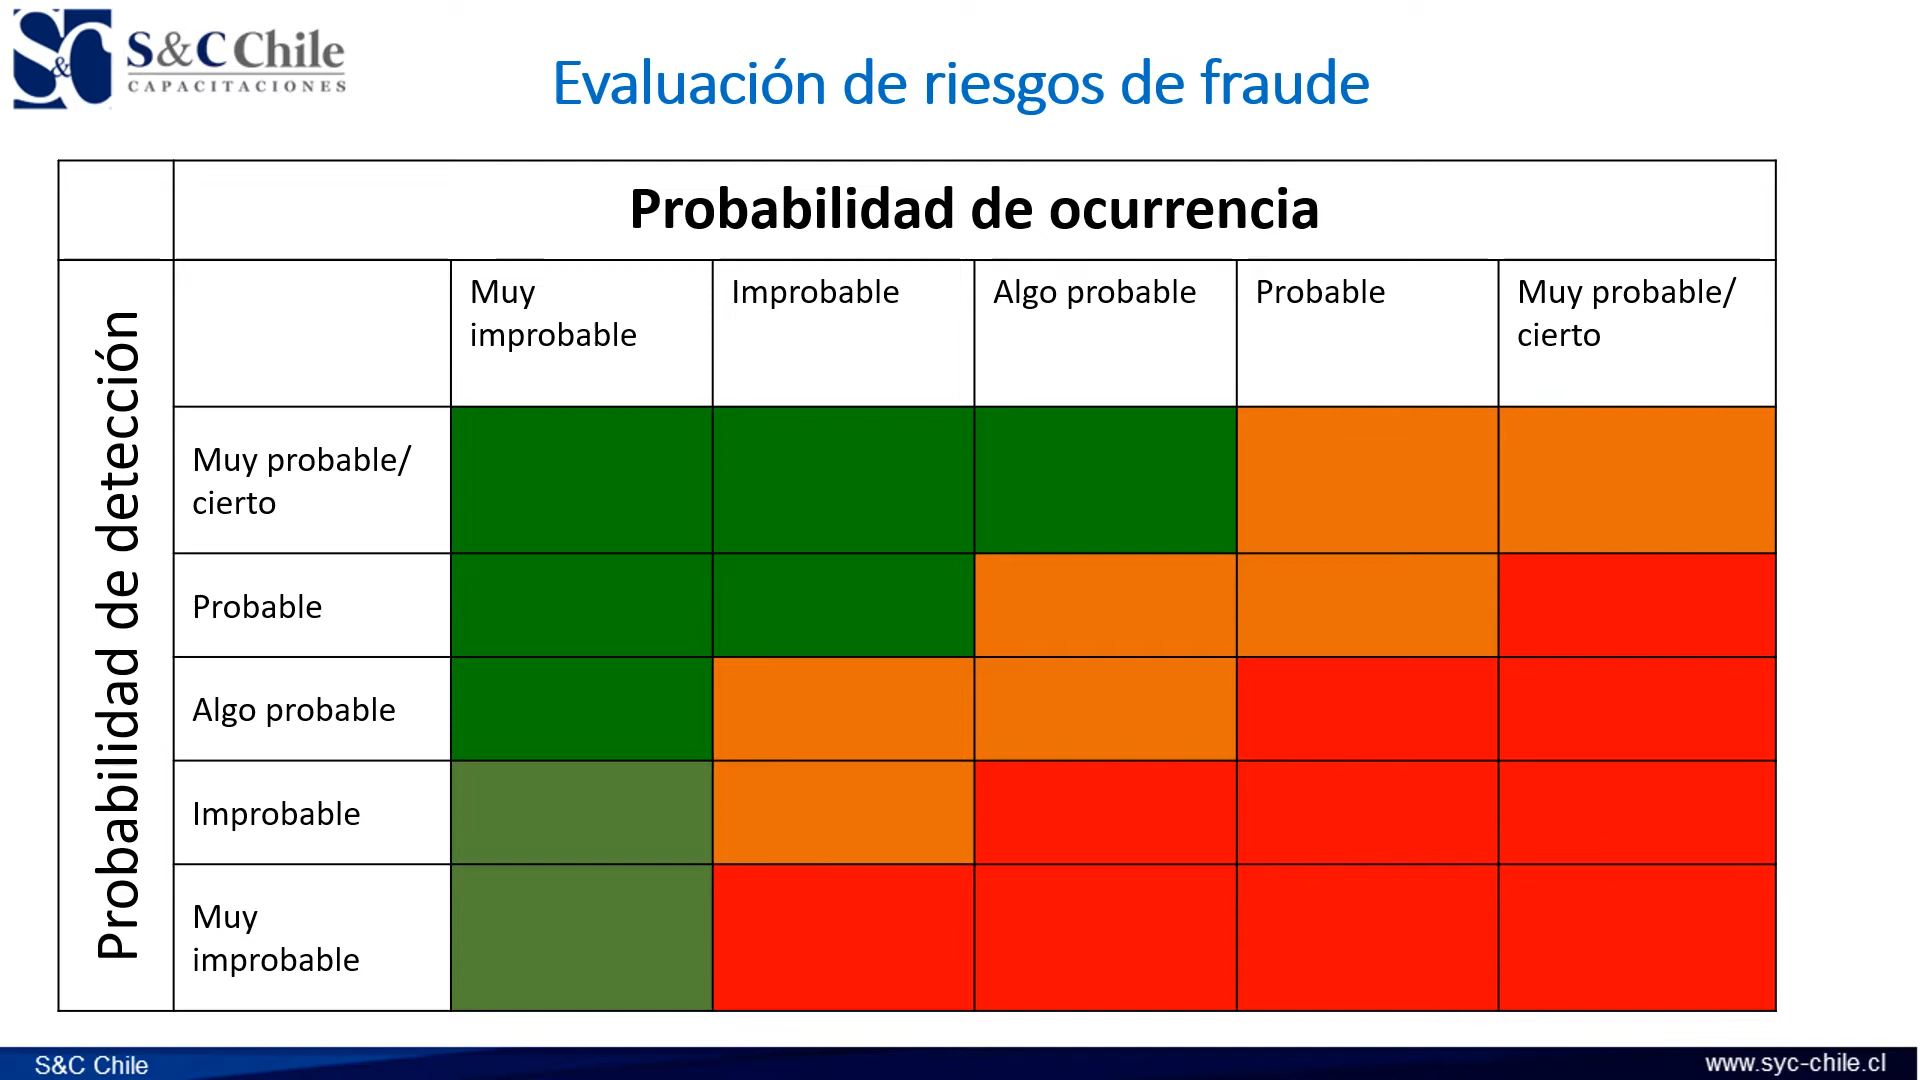 S&C Chile
CAPACITACIONES
Evaluación de riesgos de fraude
Probabilidad de ocurrencia
Probabilidad de detección
Muy
improbable
Improbable
Algo probable
Probable
Muy probable/
cierto
Muy probable/
cierto
Probable
Algo probable
Improbable
Muy
improbable
S&C Chile
www.syc-chile.cl